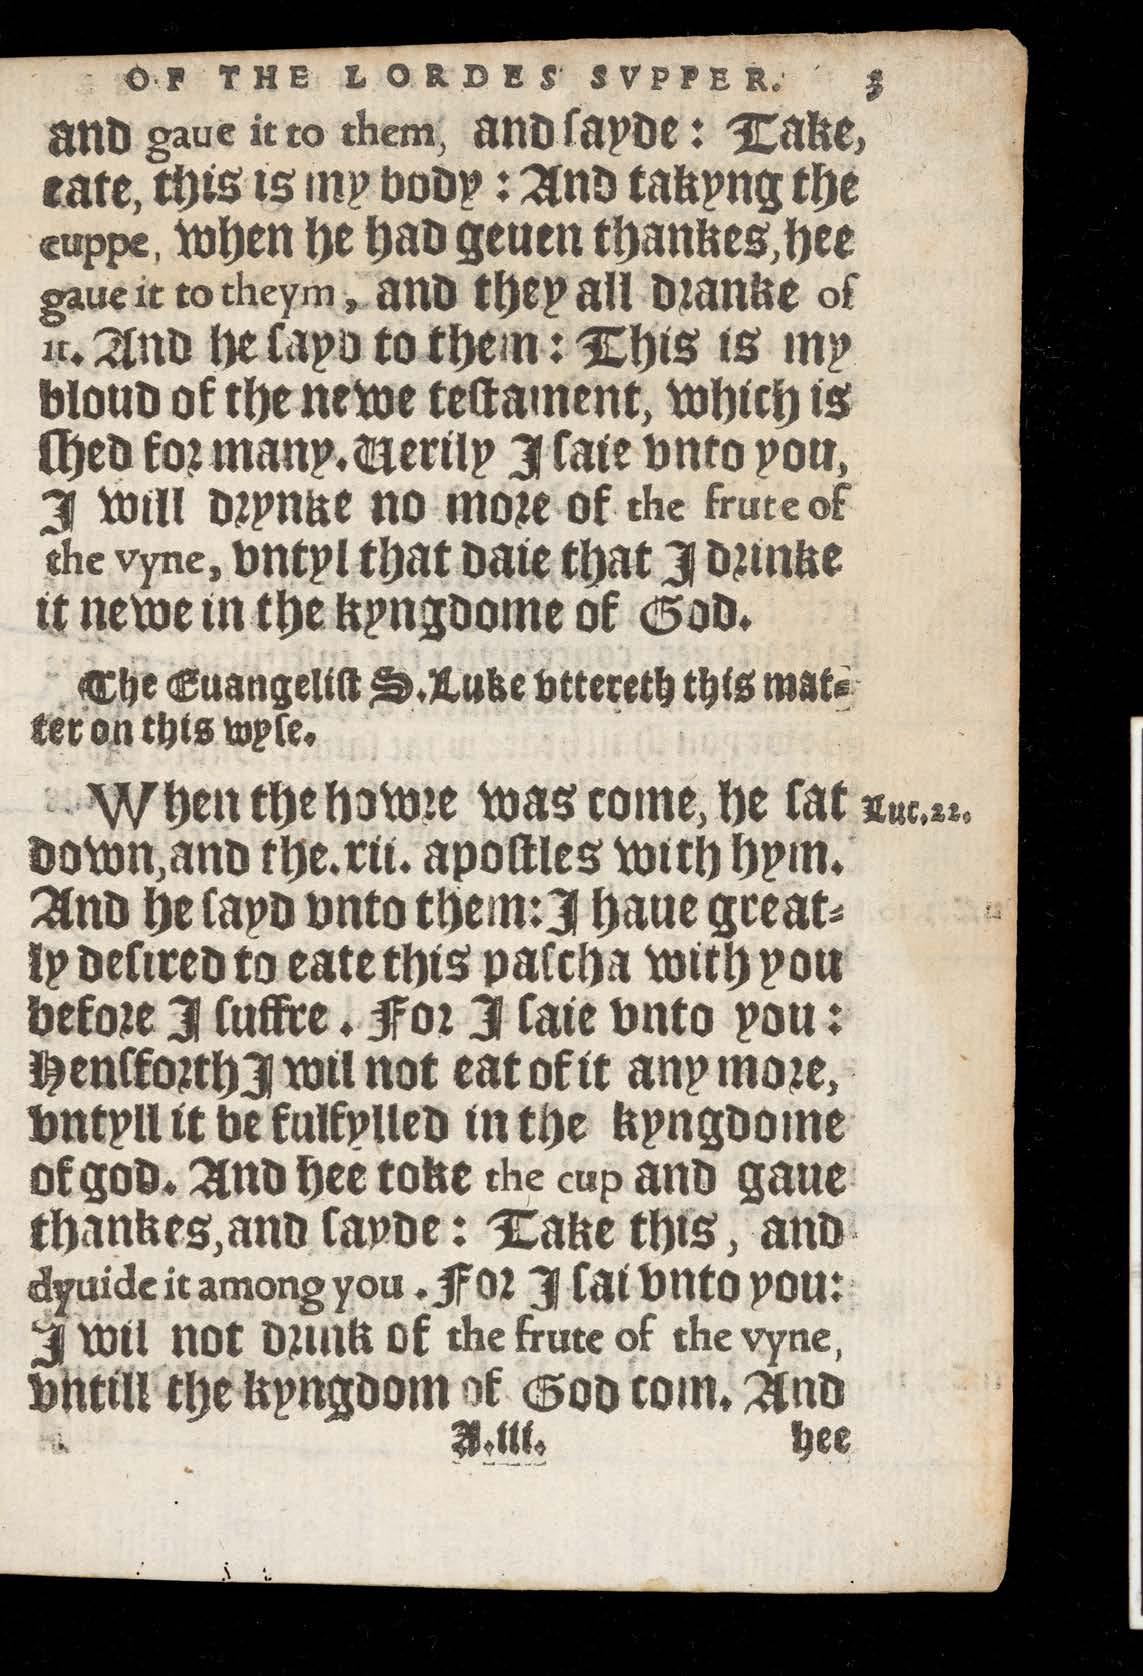 OF THE LORDES SVPPER. 3
and gaue it to them, and sayde: Take,
eate, this is my body: And takyng the
cuppe, when he had geuen thankes, hee
gaue it to theym, and they all dranke of
it. And he sayd to them: This is my
bloud of the newe testament, which is
shed for many. Uerily I saie vnto you,
I will drynke no more of the frute of
the vyne, vntyl that daie that I drinke
it newe in the kyngdome of God.
The Euangelist S. Luke vttereth this mat-
ter on this wyse.
When the howre was come, he sat Luc. 22.
down, and the. xii. apostles with hym.
And he sayd vnto them: I haue great-
ly desired to eate this pascha with you
before I suffre. For I saie vnto you:
Hensforth I wil not eat of it any more,
vntyll it be fulfylled in the kyngdome
of god. And hee toke the cup and gaue
thankes, and sayde: Take this, and
dyuide it among you. For I sai vnto you:
I wil not drink of the frute of the vyne,
vntill the kyngdom of God com. And
A.iii. hee